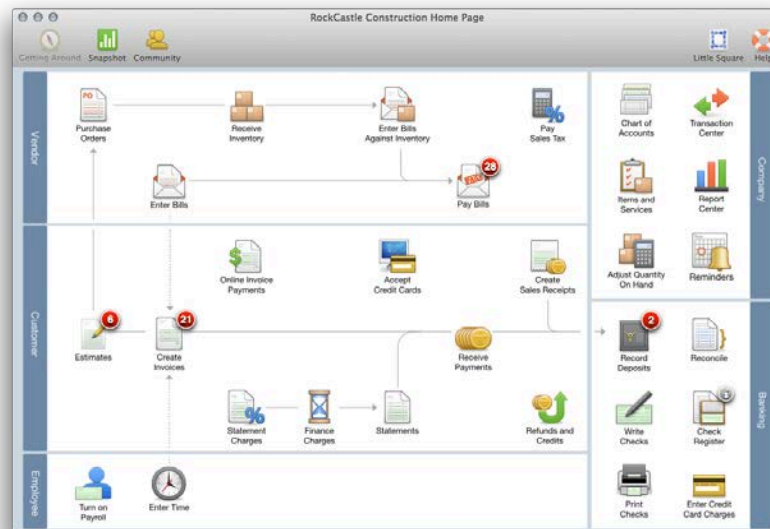 RockCastle Construction Home Page
Getting Around
Snapshot
Community
Little Square
Help
Vendor
Purchase
Orders
Receive
Inventory
Enter Bills
Against Inventory
Pay
Sales Tax
Enter Bills
28
Pay Bills
Customer
Online Invoice
Payments
Accept
Credit Cards
Create
Sales Receipts
6
Estimates
21
Create
Invoices
Receive
Payments
Statement
Charges
Finance
Charges
Statements
Refunds and
Credits
Employee
Turn on
Payroll
Enter Time
Company
Chart of
Accounts
Transaction
Center
Items and
Services
Report
Center
Adjust Quantity
On Hand
Reminders
Banking
2
Record
Deposits
Reconcile
Write
Checks
1
Check
Register
Print
Checks
Enter Credit
Card Charges